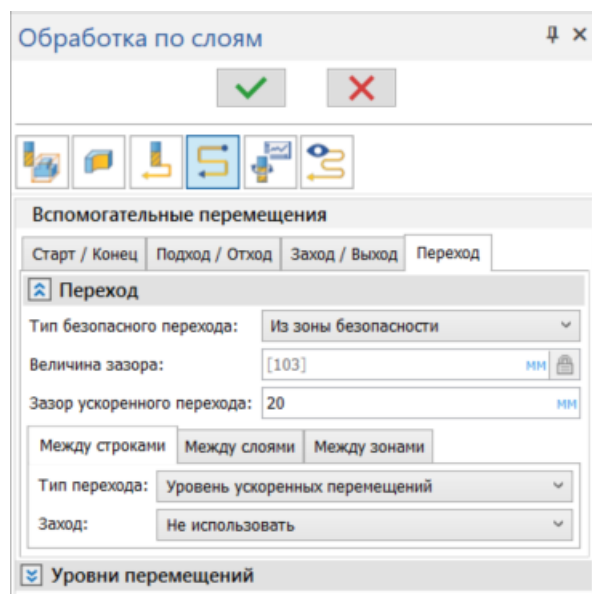 Обработка по слоям
Вспомогательные перемещения
Старт / Конец Подход / Отход Заход / Выход Переход
Переход
Тип безопасного перехода: Из зоны безопасности
Величина зазора: [103] мм
Зазор ускоренного перехода: 20 мм
Между строками Между слоями Между зонами
Тип перехода: Уровень ускоренных перемещений
Заход: Не использовать
Уровни перемещений